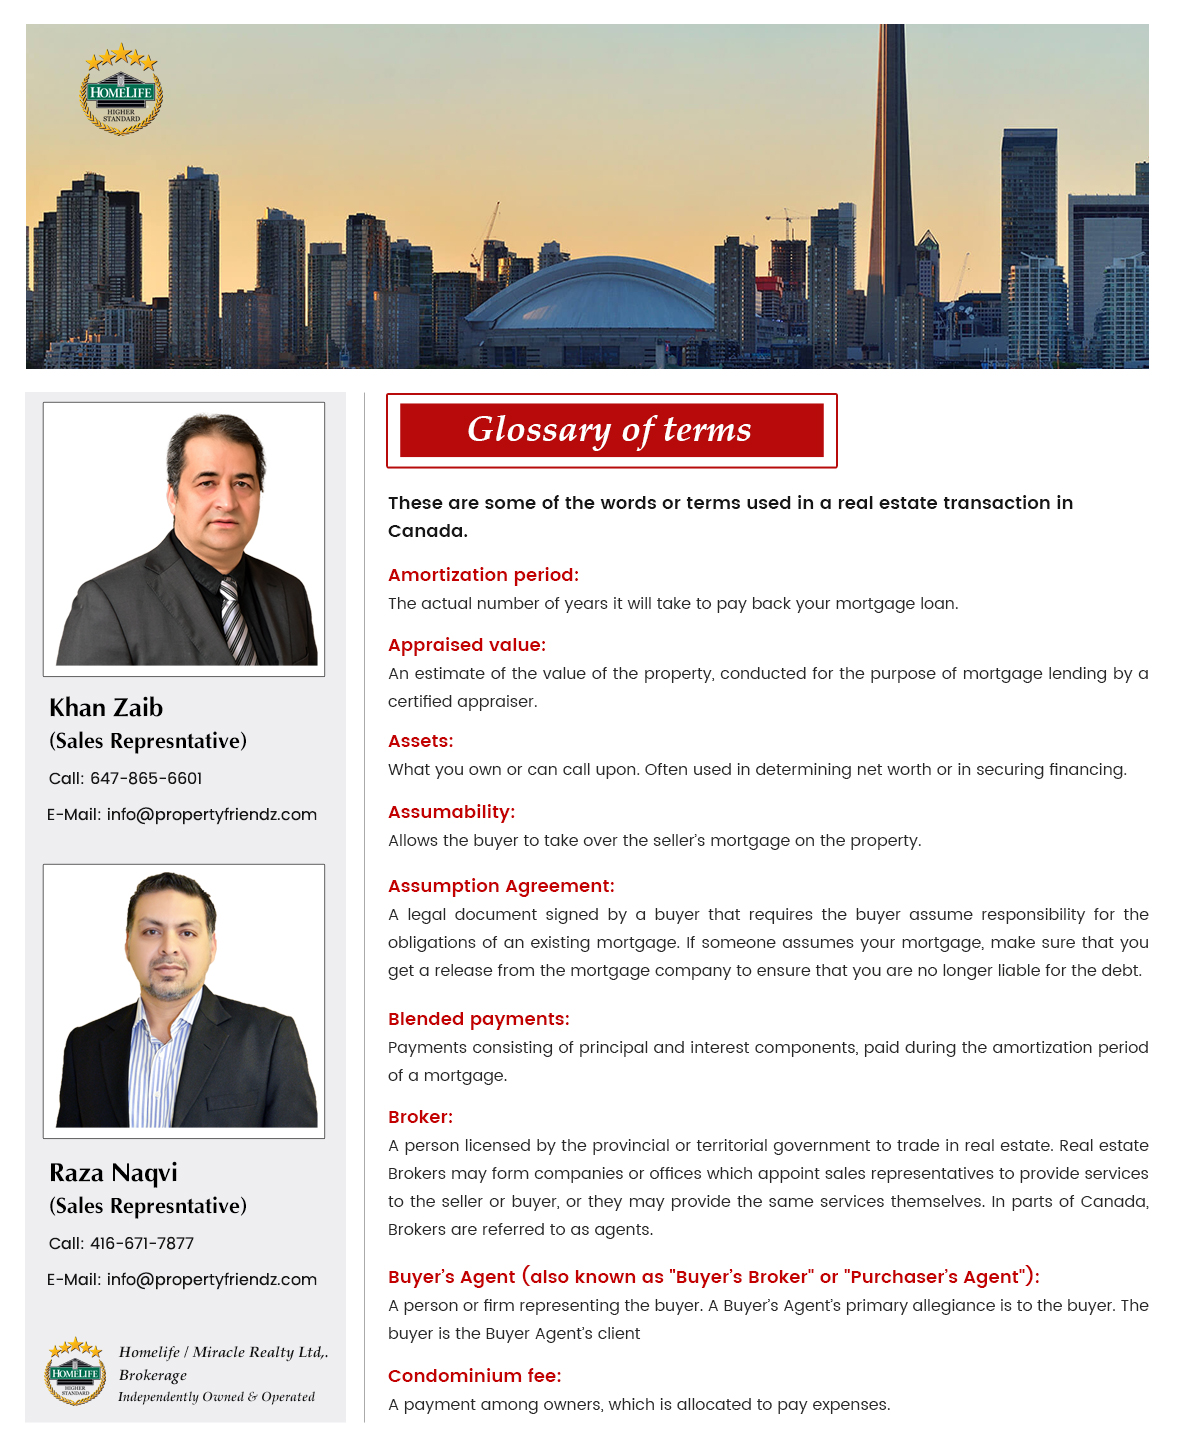 HOMELIFE
HIGHER
STANDARD
Khan Zaib
(Sales Represntative)
Call: 647-865-6601
E-Mail: info@propertyfriendz.com
Raza Naqvi
(Sales Represntative)
Call: 416-671-7877
E-Mail: info@propertyfriendz.com
HOMELIFE
HIGHER
STANDARD
Homelife / Miracle Realty Ltd,.
Brokerage
Independently Owned & Operated
Glossary of terms
These are some of the words or terms used in a real estate transaction in
Canada.
Amortization period:
The actual number of years it will take to pay back your mortgage loan.
Appraised value:
An estimate of the value of the property, conducted for the purpose of mortgage lending by a
certified appraiser.
Assets:
What you own or can call upon. Often used in determining net worth or in securing financing.
Assumability:
Allows the buyer to take over the seller’s mortgage on the property.
Assumption Agreement:
A legal document signed by a buyer that requires the buyer assume responsibility for the
obligations of an existing mortgage. If someone assumes your mortgage, make sure that you
get a release from the mortgage company to ensure that you are no longer liable for the debt.
Blended payments:
Payments consisting of principal and interest components, paid during the amortization period
of a mortgage.
Broker:
A person licensed by the provincial or territorial government to trade in real estate. Real estate
Brokers may form companies or offices which appoint sales representatives to provide services
to the seller or buyer, or they may provide the same services themselves. In parts of Canada,
Brokers are referred to as agents.
Buyer’s Agent (also known as "Buyer’s Broker" or "Purchaser’s Agent"):
A person or firm representing the buyer. A Buyer’s Agent’s primary allegiance is to the buyer. The
buyer is the Buyer Agent’s client
Condominium fee:
A payment among owners, which is allocated to pay expenses.